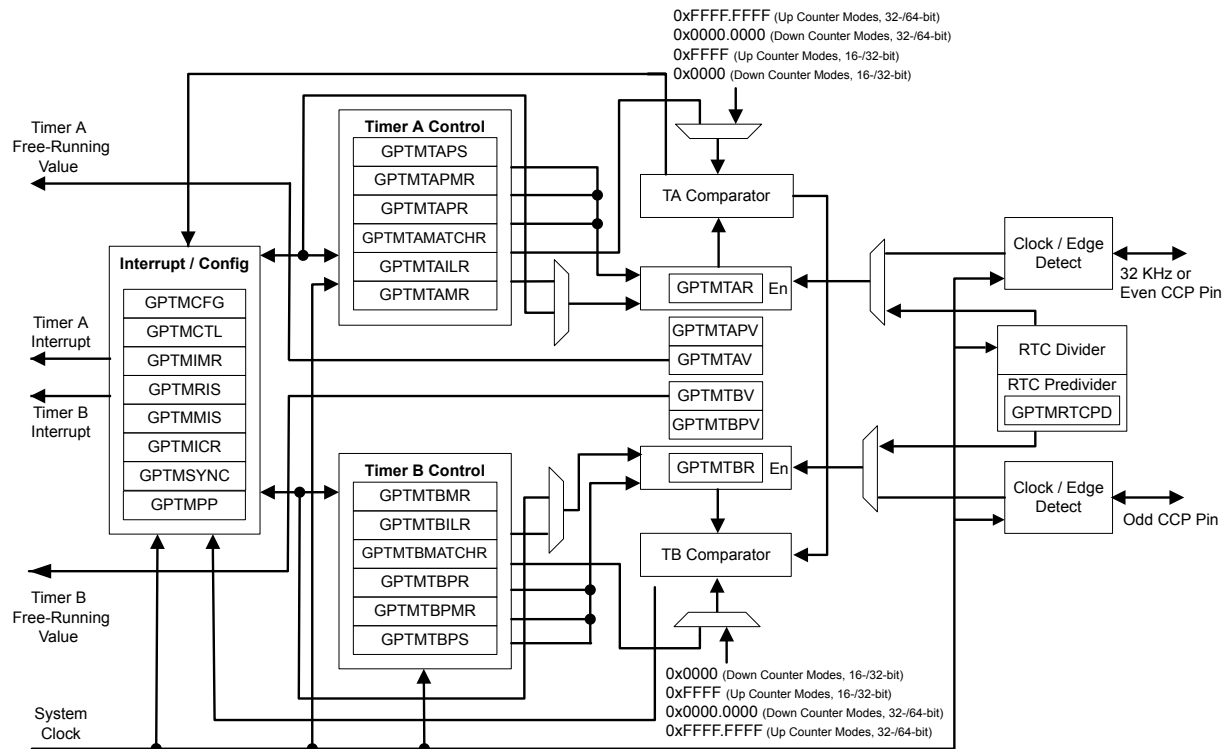 0xFFFF.FFFF (Up Counter Modes, 32-/64-bit)
0x0000.0000 (Down Counter Modes, 32-/64-bit)
0xFFFF (Up Counter Modes, 16-/32-bit)
0x0000 (Down Counter Modes, 16-/32-bit)
Timer A
Free-Running
Value
Timer A Control
GPTMTAPS
GPTMTAPMR
GPTMTAPR
GPTMTAMATCHR
GPTMTAILR
GPTMTAMR
TA Comparator
GPTMTAR
En
Clock / Edge
Detect
32 KHz or
Even CCP Pin
Interrupt / Config
GPTMCFG
GPTMCTL
GPTMIMR
GPTMRIS
GPTMMIS
GPTMICR
GPTMSYNC
GPTMPP
Timer A
Interrupt
Timer B
Interrupt
GPTMTAPV
GPTMTAV
GPTMTBV
GPTMTBPV
RTC Divider
RTC Predivider
GPTMRTCPD
Timer B Control
GPTMTBMR
GPTMTBILR
GPTMTBMATCHR
GPTMTBPR
GPTMTBPMR
GPTMTBPS
GPTMTBR
En
TB Comparator
Clock / Edge
Detect
Odd CCP Pin
Timer B
Free-Running
Value
0x0000 (Down Counter Modes, 16-/32-bit)
0xFFFF (Up Counter Modes, 16-/32-bit)
0x0000.0000 (Down Counter Modes, 32-/64-bit)
0xFFFF.FFFF (Up Counter Modes, 32-/64-bit)
System
Clock